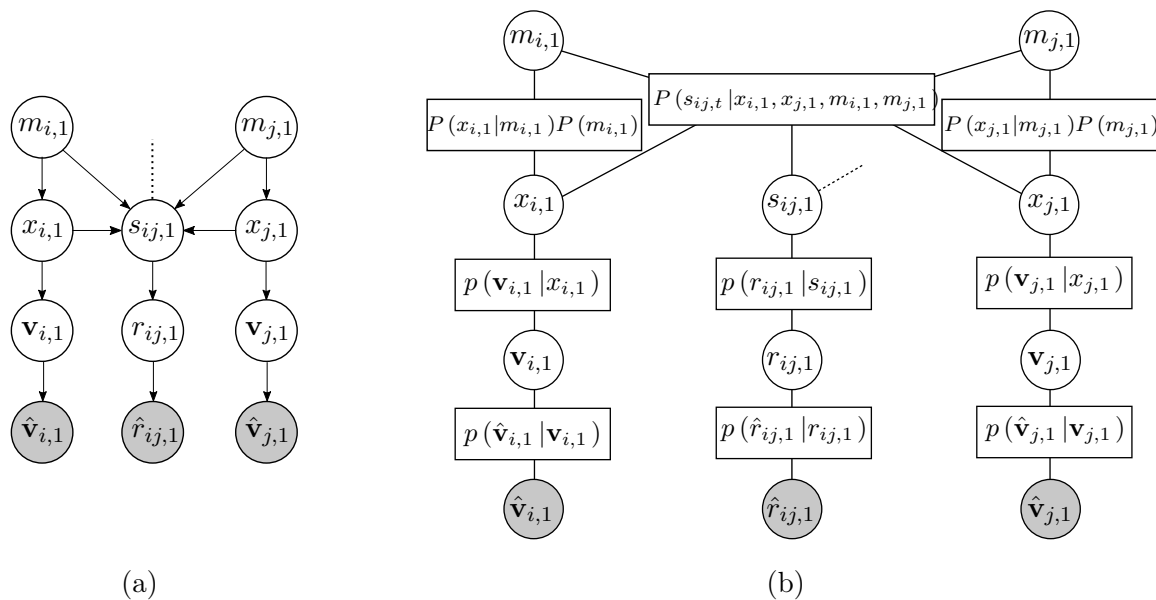 m_{i,1} m_{j,1}
x_{i,1} s_{ij,1} x_{j,1}
𝐯_{i,1} r_{ij,1} 𝐯_{j,1}
𝐯̂_{i,1} r̂_{ij,1} 𝐯̂_{j,1}
(a)
m_{i,1} m_{j,1}
P(s_{ij,t}|x_{i,1}, x_{j,1}, m_{i,1}, m_{j,1})
P(x_{i,1}|m_{i,1})P(m_{i,1}) P(x_{j,1}|m_{j,1})P(m_{j,1})
x_{i,1} s_{ij,1} x_{j,1}
p(𝐯_{i,1}|x_{i,1}) p(r_{ij,1}|s_{ij,1}) p(𝐯_{j,1}|x_{j,1})
𝐯_{i,1} r_{ij,1} 𝐯_{j,1}
p(𝐯̂_{i,1}|𝐯_{i,1}) p(r̂_{ij,1}|r_{ij,1}) p(𝐯̂_{j,1}|𝐯_{j,1})
𝐯̂_{i,1} r̂_{ij,1} 𝐯̂_{j,1}
(b)